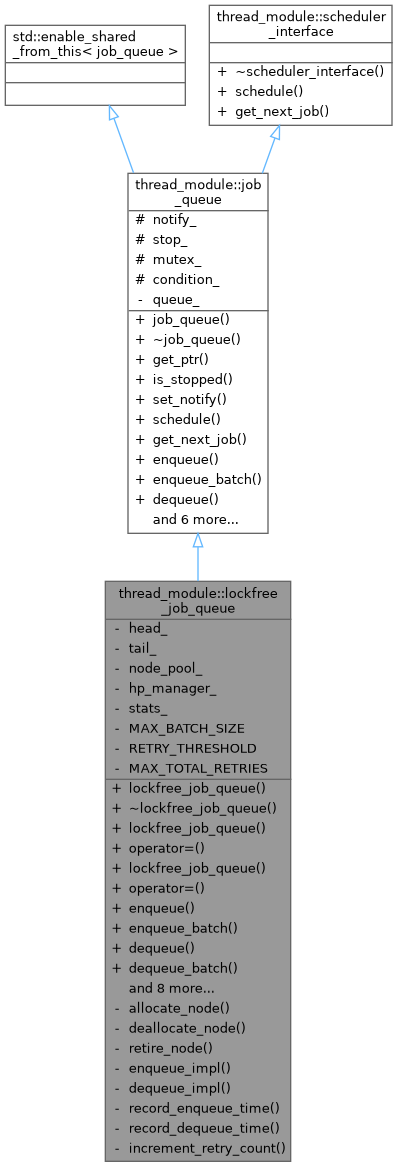 std::enable_shared
_from_this< job_queue >
thread_module::scheduler
_interface
+ ~scheduler_interface()
+ schedule()
+ get_next_job()
thread_module::job
_queue
# notify_
# stop_
# mutex_
# condition_
- queue_
+ job_queue()
+ ~job_queue()
+ get_ptr()
+ is_stopped()
+ set_notify()
+ schedule()
+ get_next_job()
+ enqueue()
+ enqueue_batch()
+ dequeue()
and 6 more...
thread_module::lockfree
_job_queue
- head_
- tail_
- node_pool_
- hp_manager_
- stats_
- MAX_BATCH_SIZE
- RETRY_THRESHOLD
- MAX_TOTAL_RETRIES
+ lockfree_job_queue()
+ ~lockfree_job_queue()
+ lockfree_job_queue()
+ operator=()
+ lockfree_job_queue()
+ operator=()
+ enqueue()
+ enqueue_batch()
+ dequeue()
+ dequeue_batch()
and 8 more...
- allocate_node()
- deallocate_node()
- retire_node()
- enqueue_impl()
- dequeue_impl()
- record_enqueue_time()
- record_dequeue_time()
- increment_retry_count()